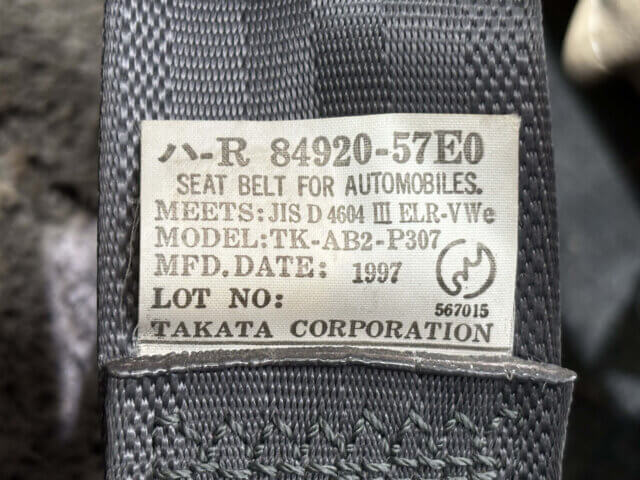 ハ-R 84920-57E0
SEAT BELT FOR AUTOMOBILES.
MEETS:JIS D 4604 III ELR-VWe
MODEL:TK-AB2-P307
MFD.DATE: 1997
LOT NO:
567015
TAKATA CORPORATION